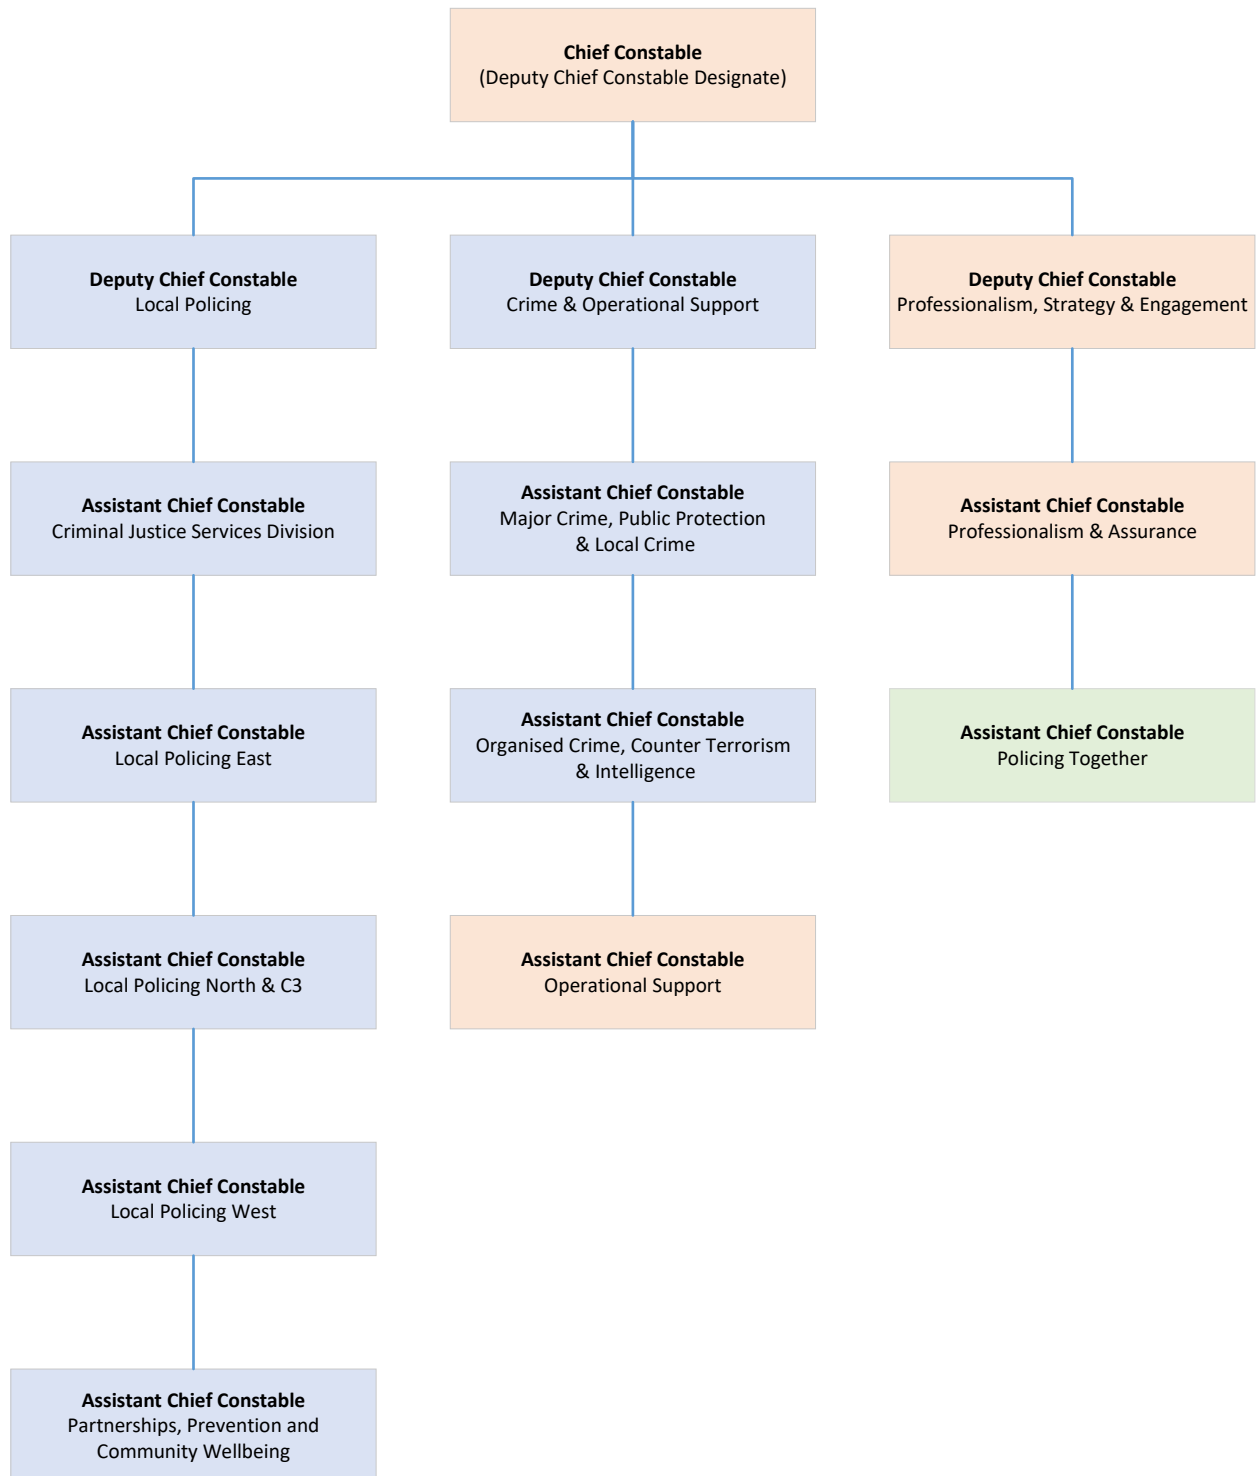 Chief Constable
(Deputy Chief Constable Designate)
Deputy Chief Constable
Local Policing
Deputy Chief Constable
Crime & Operational Support
Deputy Chief Constable
Professionalism, Strategy & Engagement
Assistant Chief Constable
Criminal Justice Services Division
Assistant Chief Constable
Major Crime, Public Protection
& Local Crime
Assistant Chief Constable
Professionalism & Assurance
Assistant Chief Constable
Local Policing East
Assistant Chief Constable
Organised Crime, Counter Terrorism
& Intelligence
Assistant Chief Constable
Policing Together
Assistant Chief Constable
Local Policing North & C3
Assistant Chief Constable
Operational Support
Assistant Chief Constable
Local Policing West
Assistant Chief Constable
Partnerships, Prevention and
Community Wellbeing